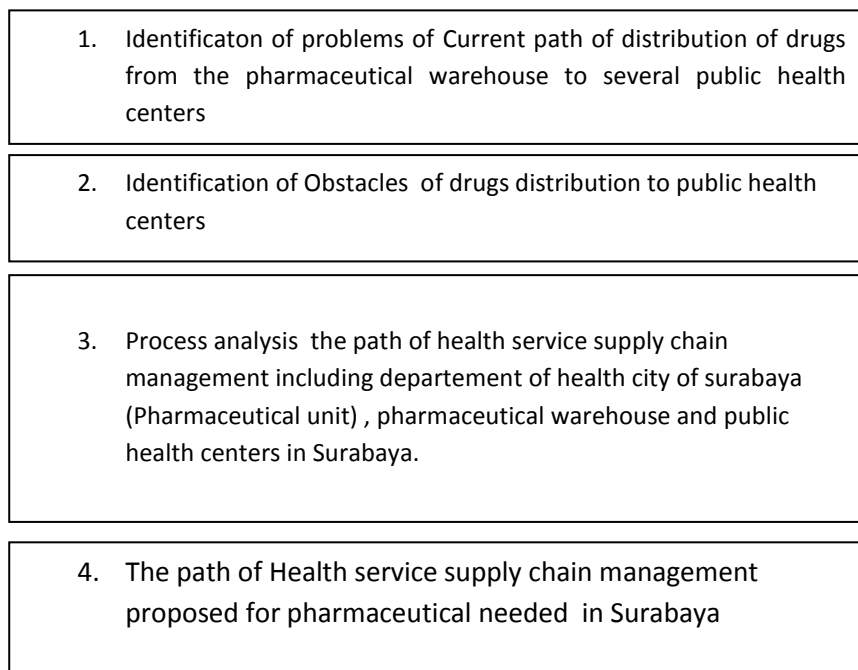 1. Identificaton of problems of Current path of distribution of drugs
from the pharmaceutical warehouse to several public health
centers
2. Identification of Obstacles of drugs distribution to public health
centers
3. Process analysis the path of health service supply chain
management including departement of health city of surabaya
(Pharmaceutical unit) , pharmaceutical warehouse and public
health centers in Surabaya.
4. The path of Health service supply chain management
proposed for pharmaceutical needed in Surabaya